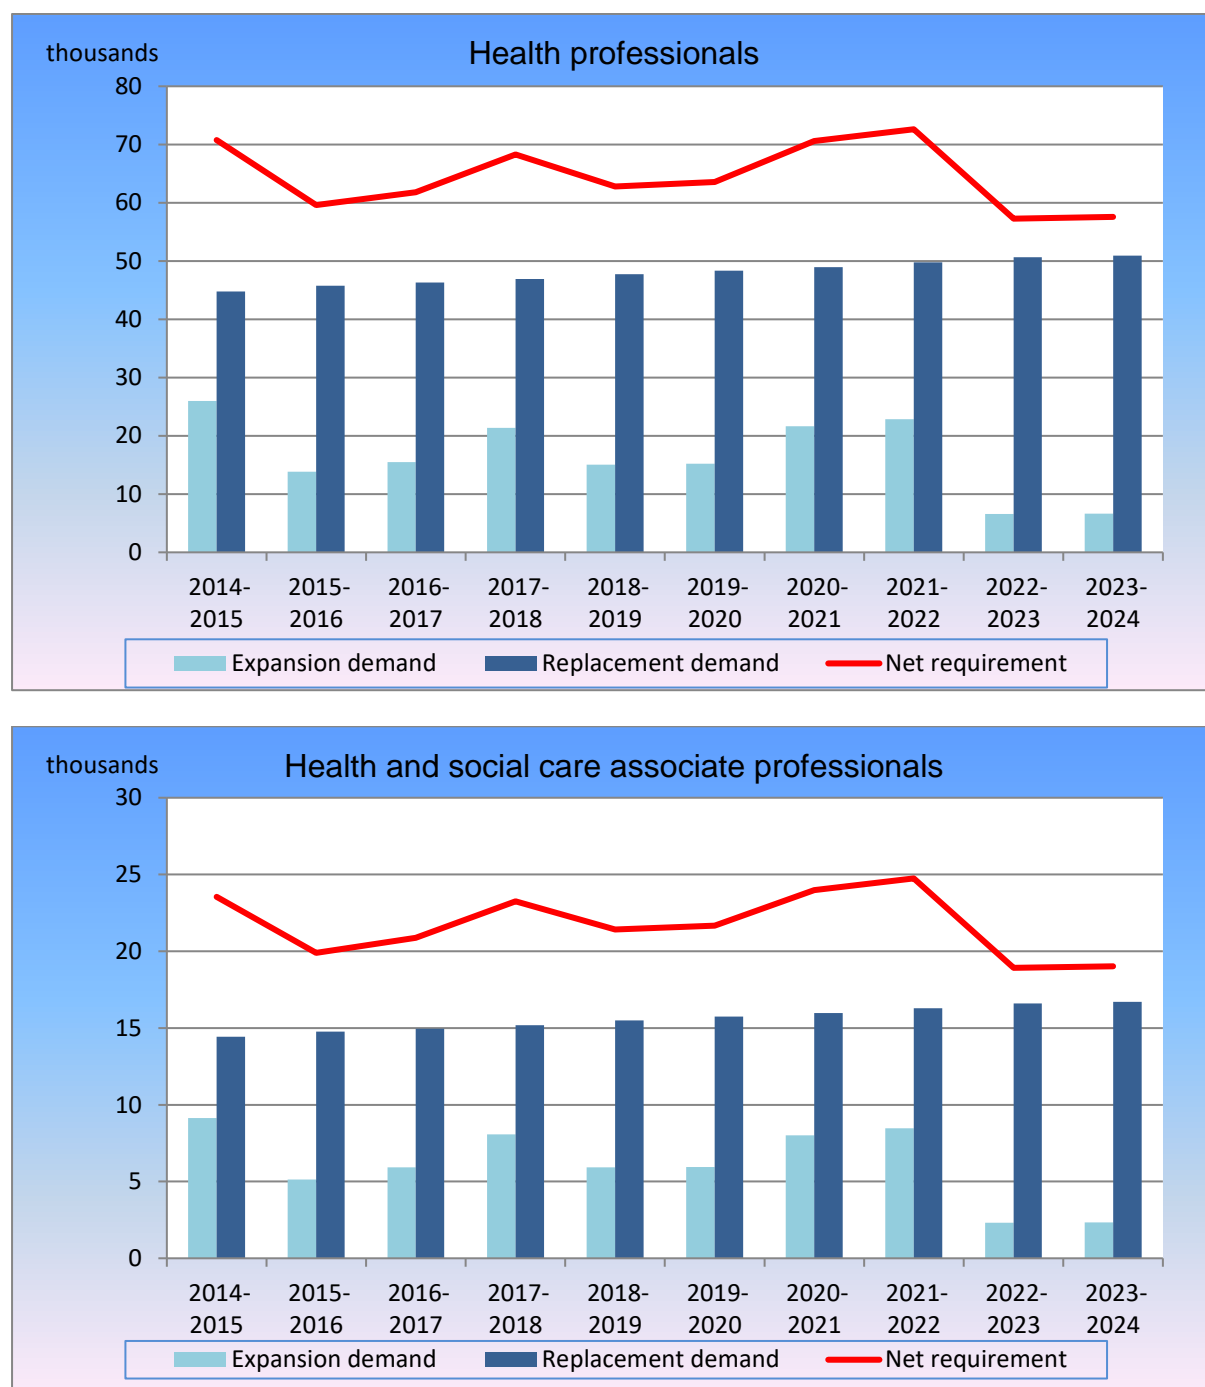 thousands
Health professionals
80
70
60
50
40
30
20
10
0
2014- 2015- 2016- 2017- 2018- 2019- 2020- 2021- 2022- 2023-
2015 2016 2017 2018 2019 2020 2021 2022 2023 2024
Expansion demand Replacement demand Net requirement
thousands
Health and social care associate professionals
30
25
20
15
10
5
0
2014- 2015- 2016- 2017- 2018- 2019- 2020- 2021- 2022- 2023-
2015 2016 2017 2018 2019 2020 2021 2022 2023 2024
Expansion demand Replacement demand Net requirement